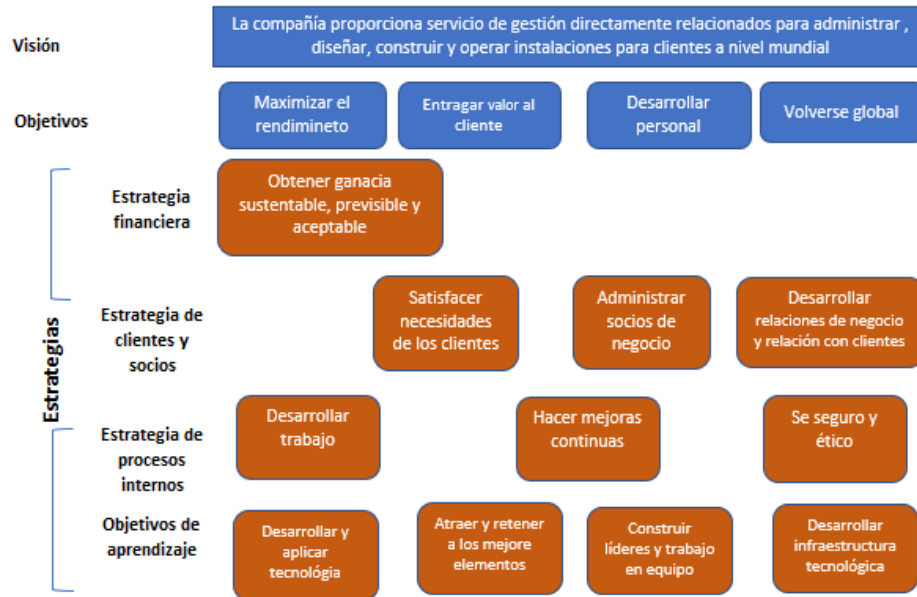 Visión
La compañía proporciona servicio de gestión directamente relacionados para administrar ,
diseñar, construir y operar instalaciones para clientes a nivel mundial
Objetivos
Maximizar el
rendimineto
Entragar valor al
cliente
Desarrollar
personal
Volverse global
Estrategias
Estrategia
financiera
Obtener ganacia
sustentable, previsible y
aceptable
Estrategia de
clientes y
socios
Satisfacer
necesidades
de los clientes
Administrar
socios de
negocio
Desarrollar
relaciones de negocio
y relación con clientes
Estrategia de
procesos
internos
Desarrollar
trabajo
Hacer mejoras
continuas
Se seguro y
ético
Objetivos de
aprendizaje
Desarrollar y
aplicar
tecnológia
Atraer y retener
a los mejore
elementos
Construir
líderes y trabajo
en equipo
Desarrollar
infraestructura
tecnológica